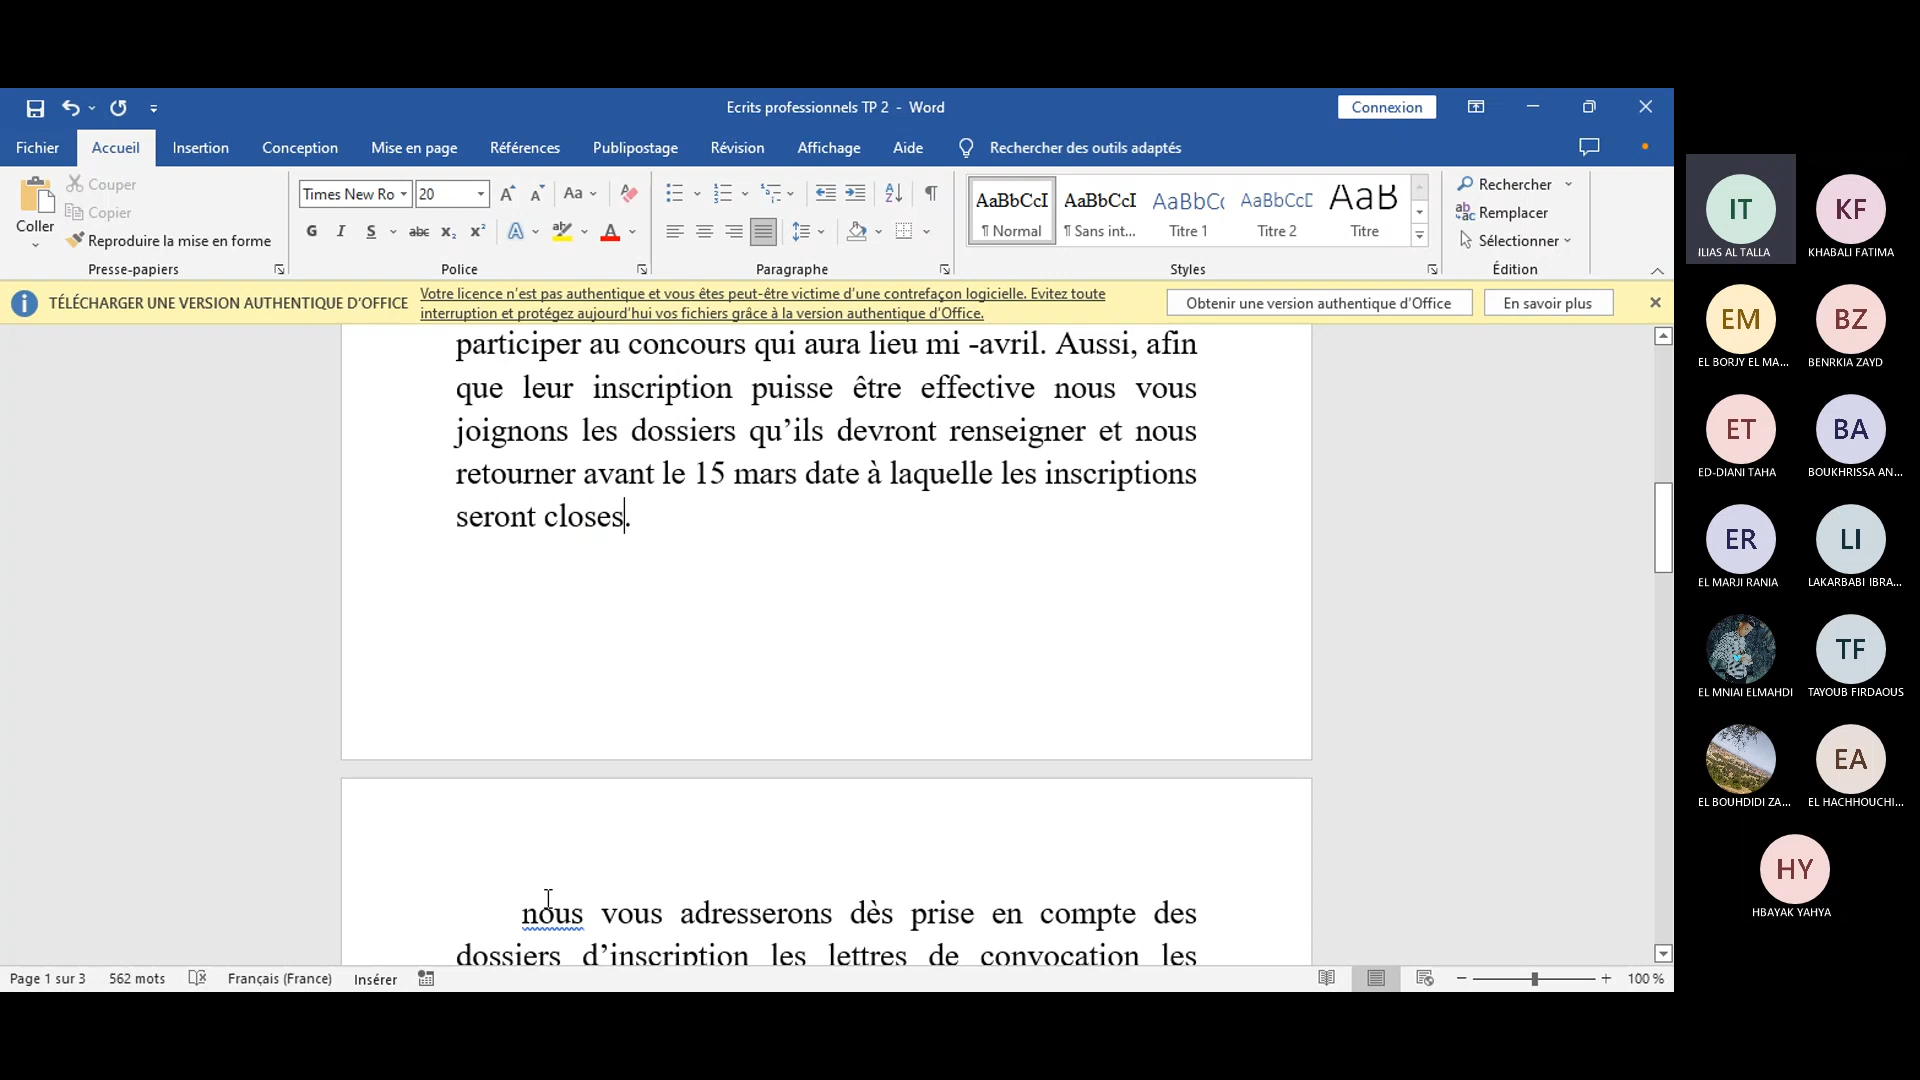 Ecrits professionnels TP 2 - Word
Connexion
Fichier
Accueil
Insertion
Conception
Mise en page
Références
Publipostage
Révision
Affichage
Aide
Rechercher des outils adaptés
Coller
Couper
Copier
Reproduire la mise en forme
Presse-papiers
Times New Ro
20
Aa
G
I
S
abc
x₂
x²
A
A
Police
Paragraphe
AaBbCcI
¶ Normal
AaBbCcI
¶ Sans int...
AaBbC
Titre 1
AaBbCcD
Titre 2
AaB
Titre
Styles
Rechercher
Remplacer
Sélectionner
Édition
TÉLÉCHARGER UNE VERSION AUTHENTIQUE D’OFFICE
Votre licence n’est pas authentique et vous êtes peut-être victime d’une contrefaçon logicielle. Evitez toute
interruption et protégez aujourd’hui vos fichiers grâce à la version authentique d’Office.
Obtenir une version authentique d’Office
En savoir plus
participer au concours qui aura lieu mi -avril. Aussi, afin
que leur inscription puisse être effective nous vous
joignons les dossiers qu’ils devront renseigner et nous
retourner avant le 15 mars date à laquelle les inscriptions
seront closes.
nous vous adresserons dès prise en compte des
dossiers d’inscription les lettres de convocation les
Page 1 sur 3
562 mots
Français (France)
Insérer
100 %
IT
ILIAS AL TALLA
KF
KHABALI FATIMA
EM
EL BORJY EL MA...
BZ
BENRKIA ZAYD
ET
ED-DIANI TAHA
BA
BOUKHRISSA AN...
ER
EL MARJI RANIA
LI
LAKARBABI IBRA...
EL MNIAI ELMAHDI
TF
TAYOUB FIRDAOUS
EL BOUHDIDI ZA...
EA
EL HACHHOUCHI...
HY
HBAYAK YAHYA